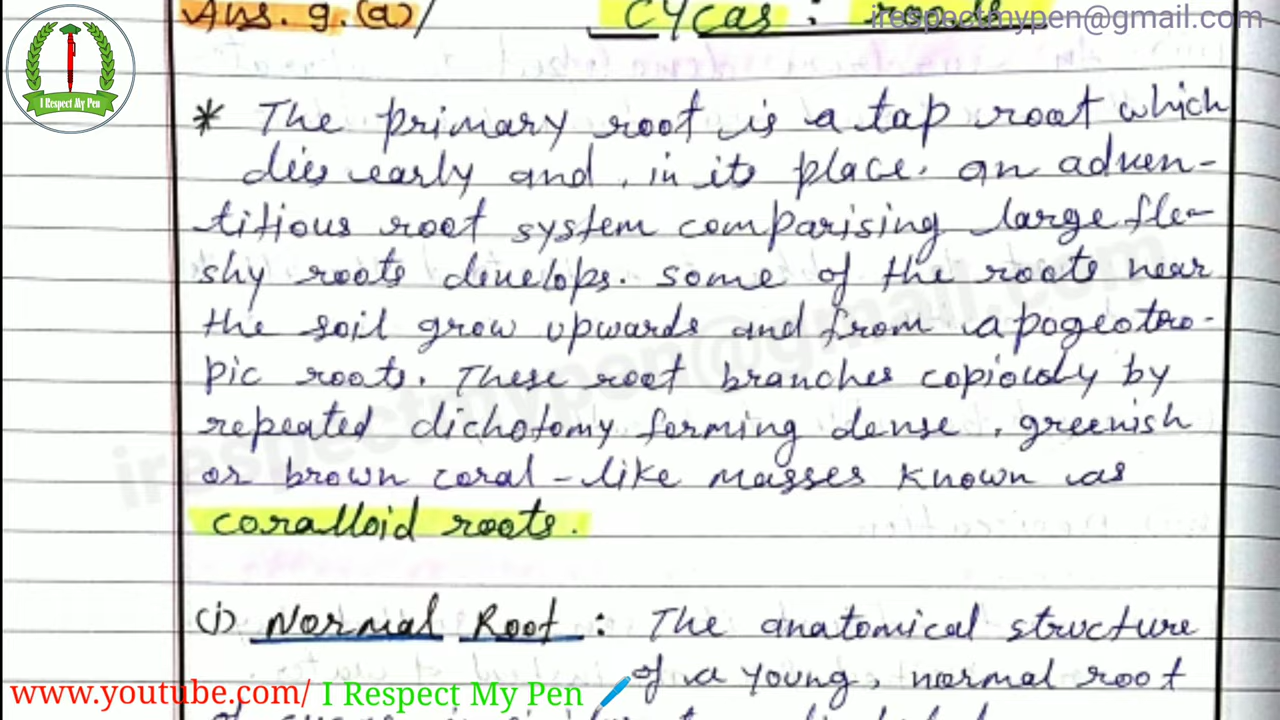 Ans. 9.(a)/ Cycas : roots
irespectmypen@gmail.com
I Respect My Pen
* The primary root is a tap root which
dies early and, in its place, an adven-
titious root system comparising large fle-
shy roots develops. Some of the roots near
the soil grow upwards and from apogeotro-
pic roots. These root branches copiously by
repeated dichotomy forming dense, greenish
or brown coral-like masses known as
coralloid roots.
(i) Normal Root : The anatomical structure
of a young, normal root
www.youtube.com/ I Respect My Pen
irespectmypen@gmail.com